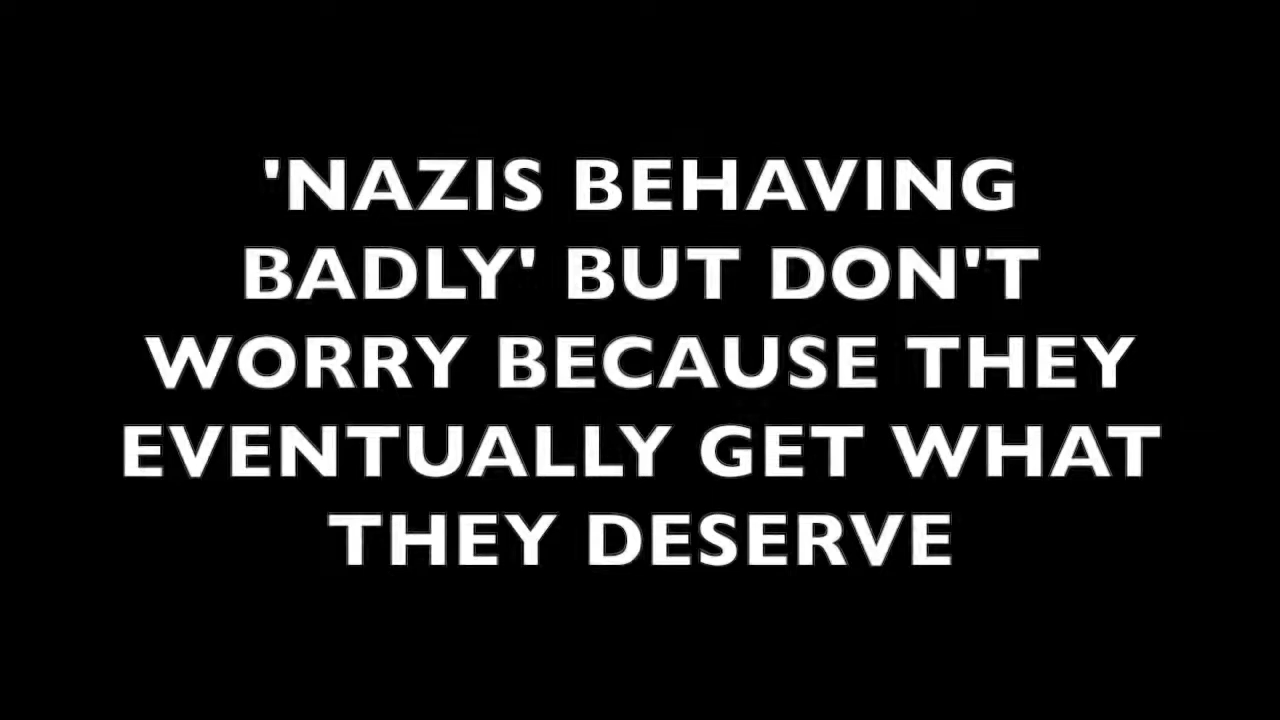 'NAZIS BEHAVING
BADLY' BUT DON'T
WORRY BECAUSE THEY
EVENTUALLY GET WHAT
THEY DESERVE